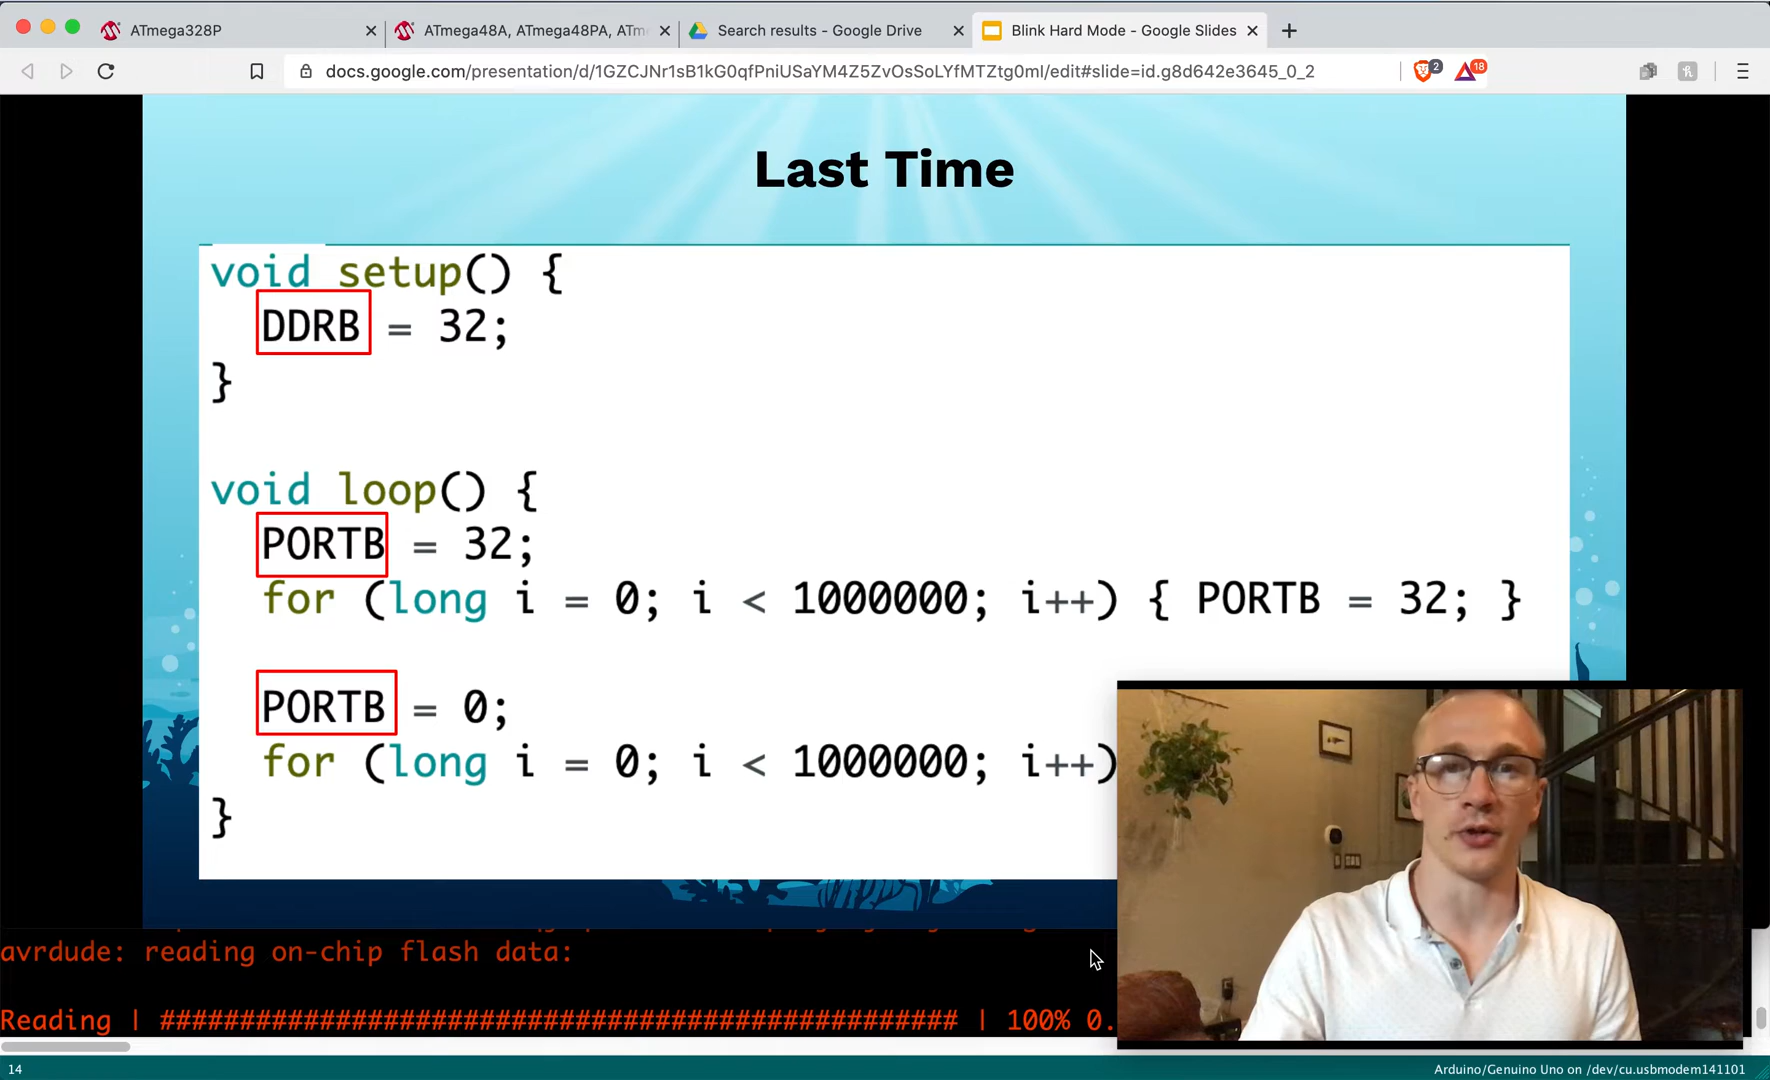 ATmega328P
ATmega48A, ATmega48PA, ATm
Search results - Google Drive
Blink Hard Mode - Google Slides
docs.google.com/presentation/d/1GZCJNr1sB1kG0qfPniUSaYM4Z5ZvOsSoLYfMTZtg0mI/edit#slide=id.g8d642e3645_0_2
2
18
Last Time
void setup() {
DDRB = 32;
}
void loop() {
PORTB = 32;
for (long i = 0; i < 1000000; i++) { PORTB = 32; }
PORTB = 0;
for (long i = 0; i < 1000000; i++)
}
avrdude: reading on-chip flash data:
Reading | ################################################## | 100% 0.
14
Arduino/Genuino Uno on /dev/cu.usbmodem141101